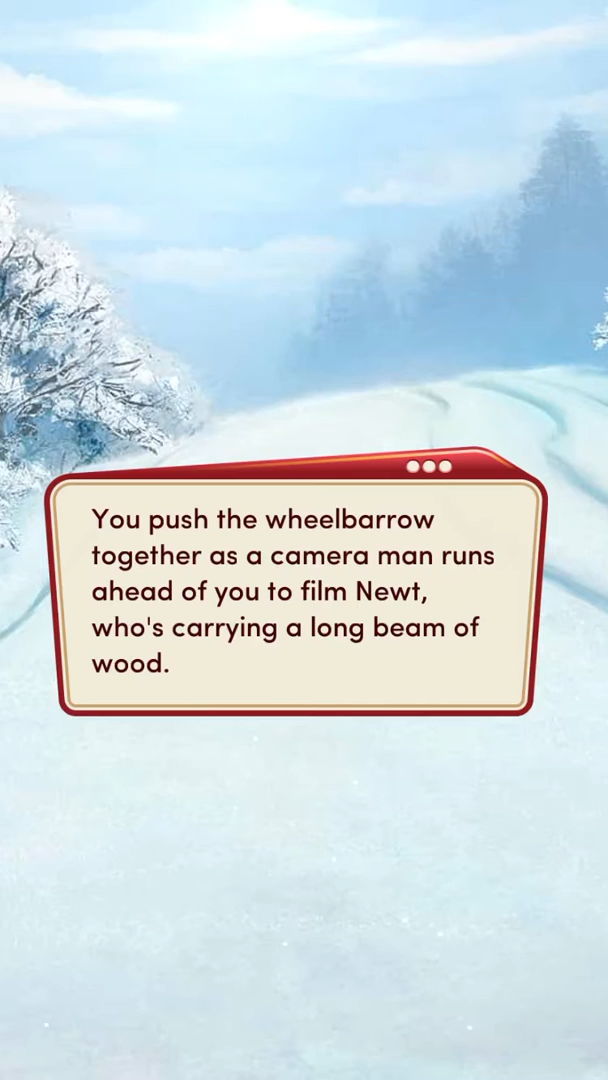 You push the wheelbarrow
together as a camera man runs
ahead of you to film Newt,
who's carrying a long beam of
wood.